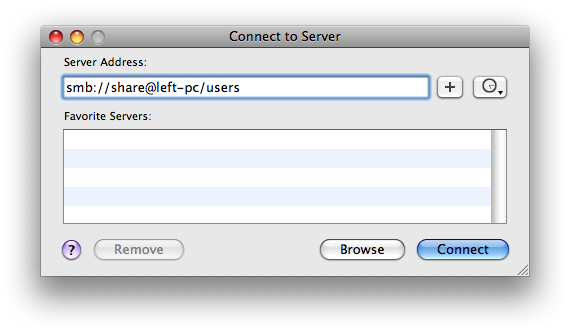 Connect to Server
Server Address:
smb://share@left-pc/users
+
Favorite Servers:
? Remove Browse Connect